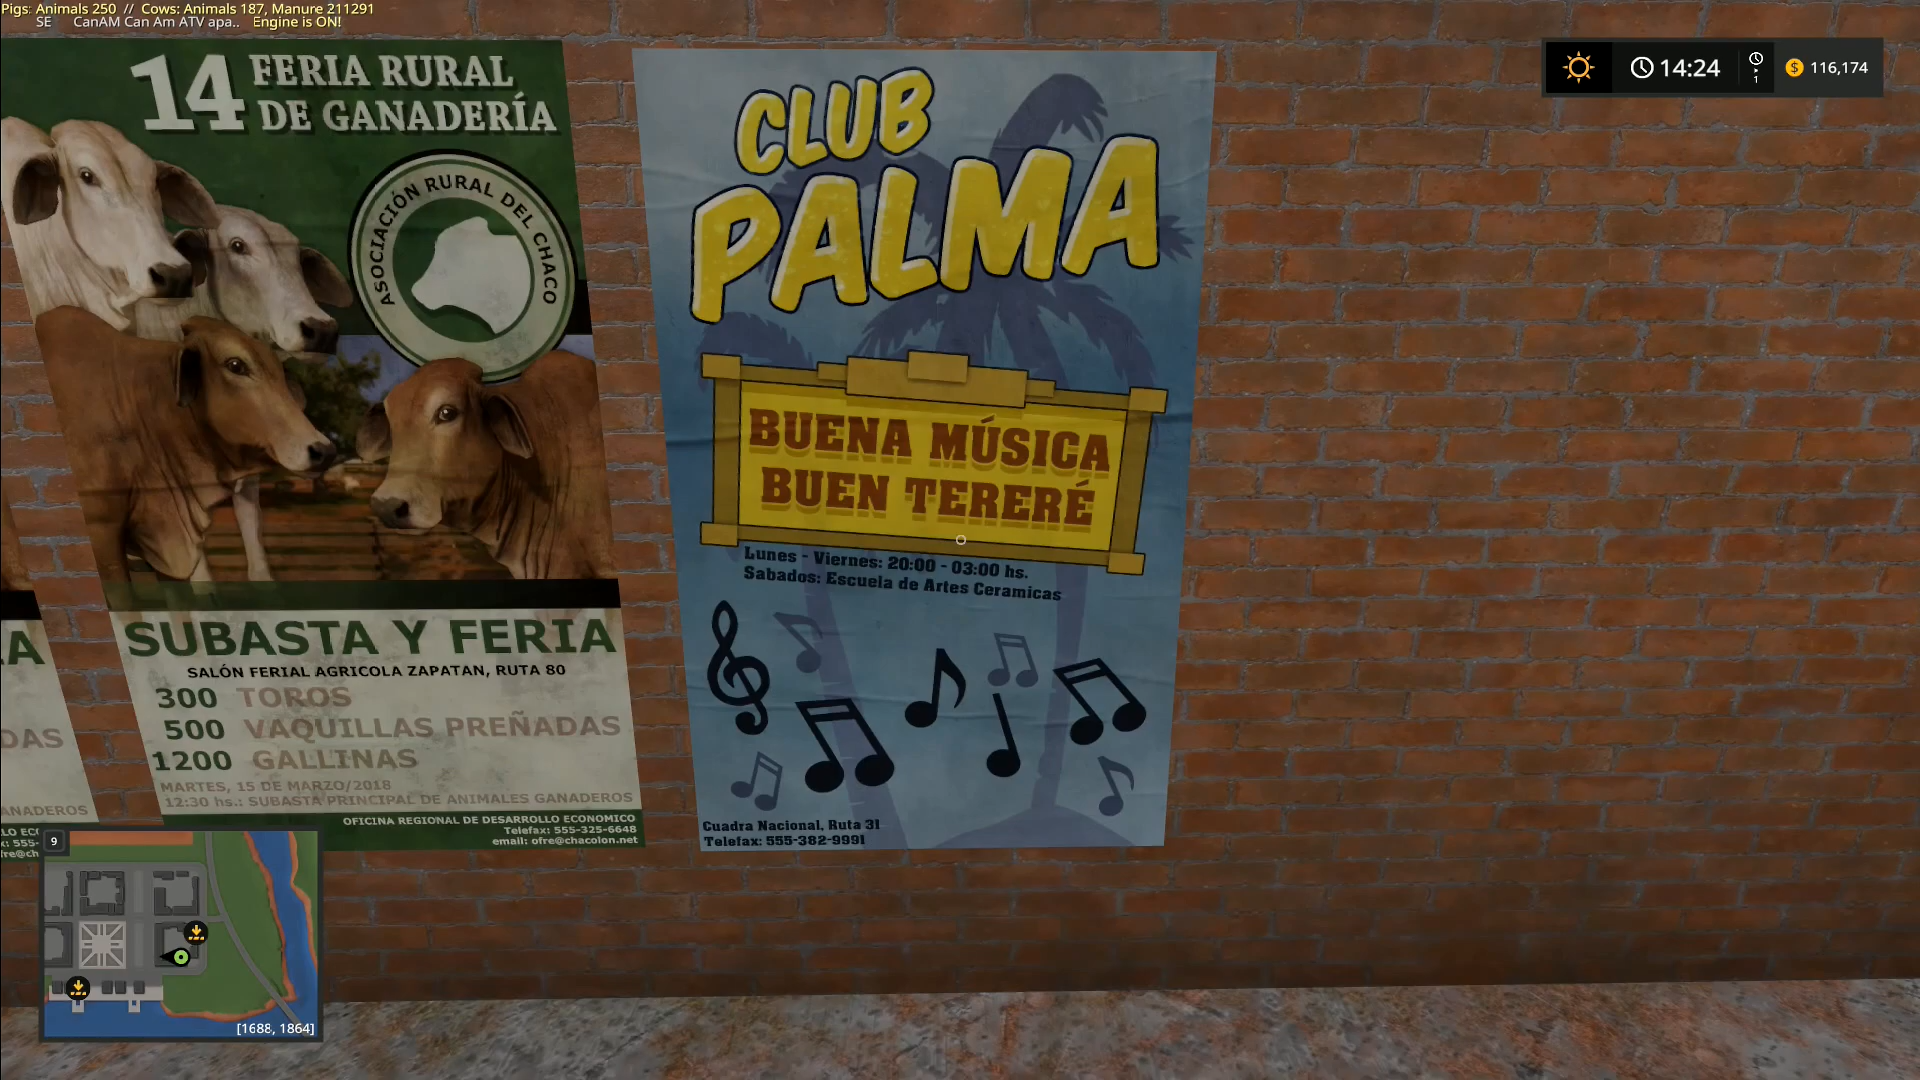 Pigs: Animals 250 // Cows: Animals 187, Manure 211291
SE CanAM Can Am ATV apa.. Engine is ON!
14:24
1
116,174
14 FERIA RURAL
DE GANADERÍA
ASOCIACIÓN RURAL DEL CHACO
SUBASTA Y FERIA
SALÓN FERIAL AGRICOLA ZAPATAN, RUTA 80
300 TOROS
500 VAQUILLAS PREÑADAS
1200 GALLINAS
MARTES, 15 DE MARZO/2018
12:30 hs.: SUBASTA PRINCIPAL DE ANIMALES GANADEROS
OFICINA REGIONAL DE DESARROLLO ECONOMICO
Telefax: 555-325-6648
email: ofre@chacolon.net
CLUB
PALMA
BUENA MÚSICA
BUEN TERERÉ
Lunes - Viernes: 20:00 - 03:00 hs.
Sabados: Escuela de Artes Ceramicas
Cuadra Nacional, Ruta 31
Telefax: 555-382-9991
9
[1688, 1864]